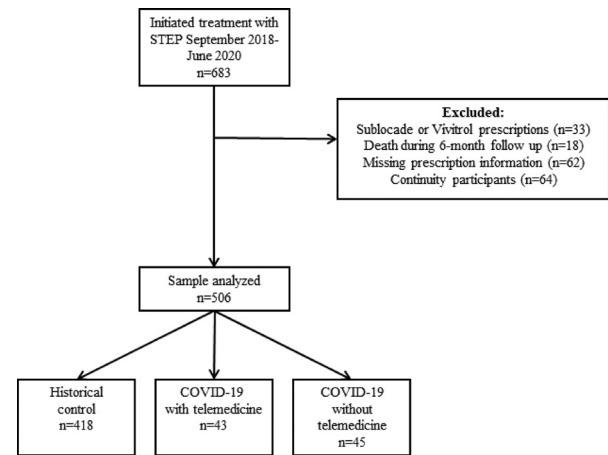 Initiated treatment with
STEP September 2018-
June 2020
n=683
Excluded:
Sublocade or Vivitrol prescriptions (n=33)
Death during 6-month follow up (n=18)
Missing prescription information (n=62)
Continuity participants (n=64)
Sample analyzed
n=506
Historical
control
n=418
COVID-19
with telemedicine
n=43
COVID-19
without
telemedicine
n=45